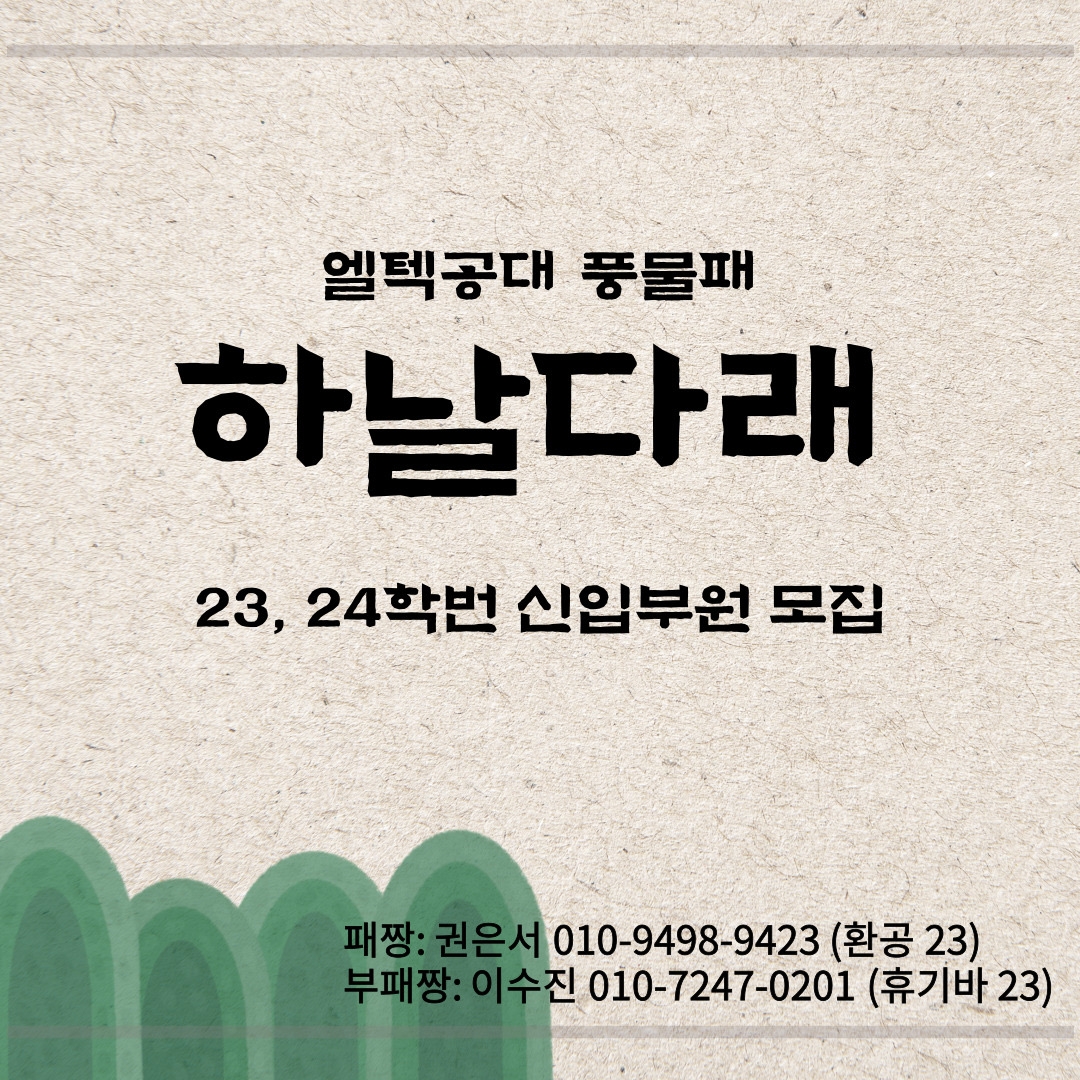 엘텍공대 풍물패
하날다래
23, 24학번 신입부원 모집
패짱: 권은서 010-9498-9423 (환공 23)
부패짱: 이수진 010-7247-0201 (휴기바 23)